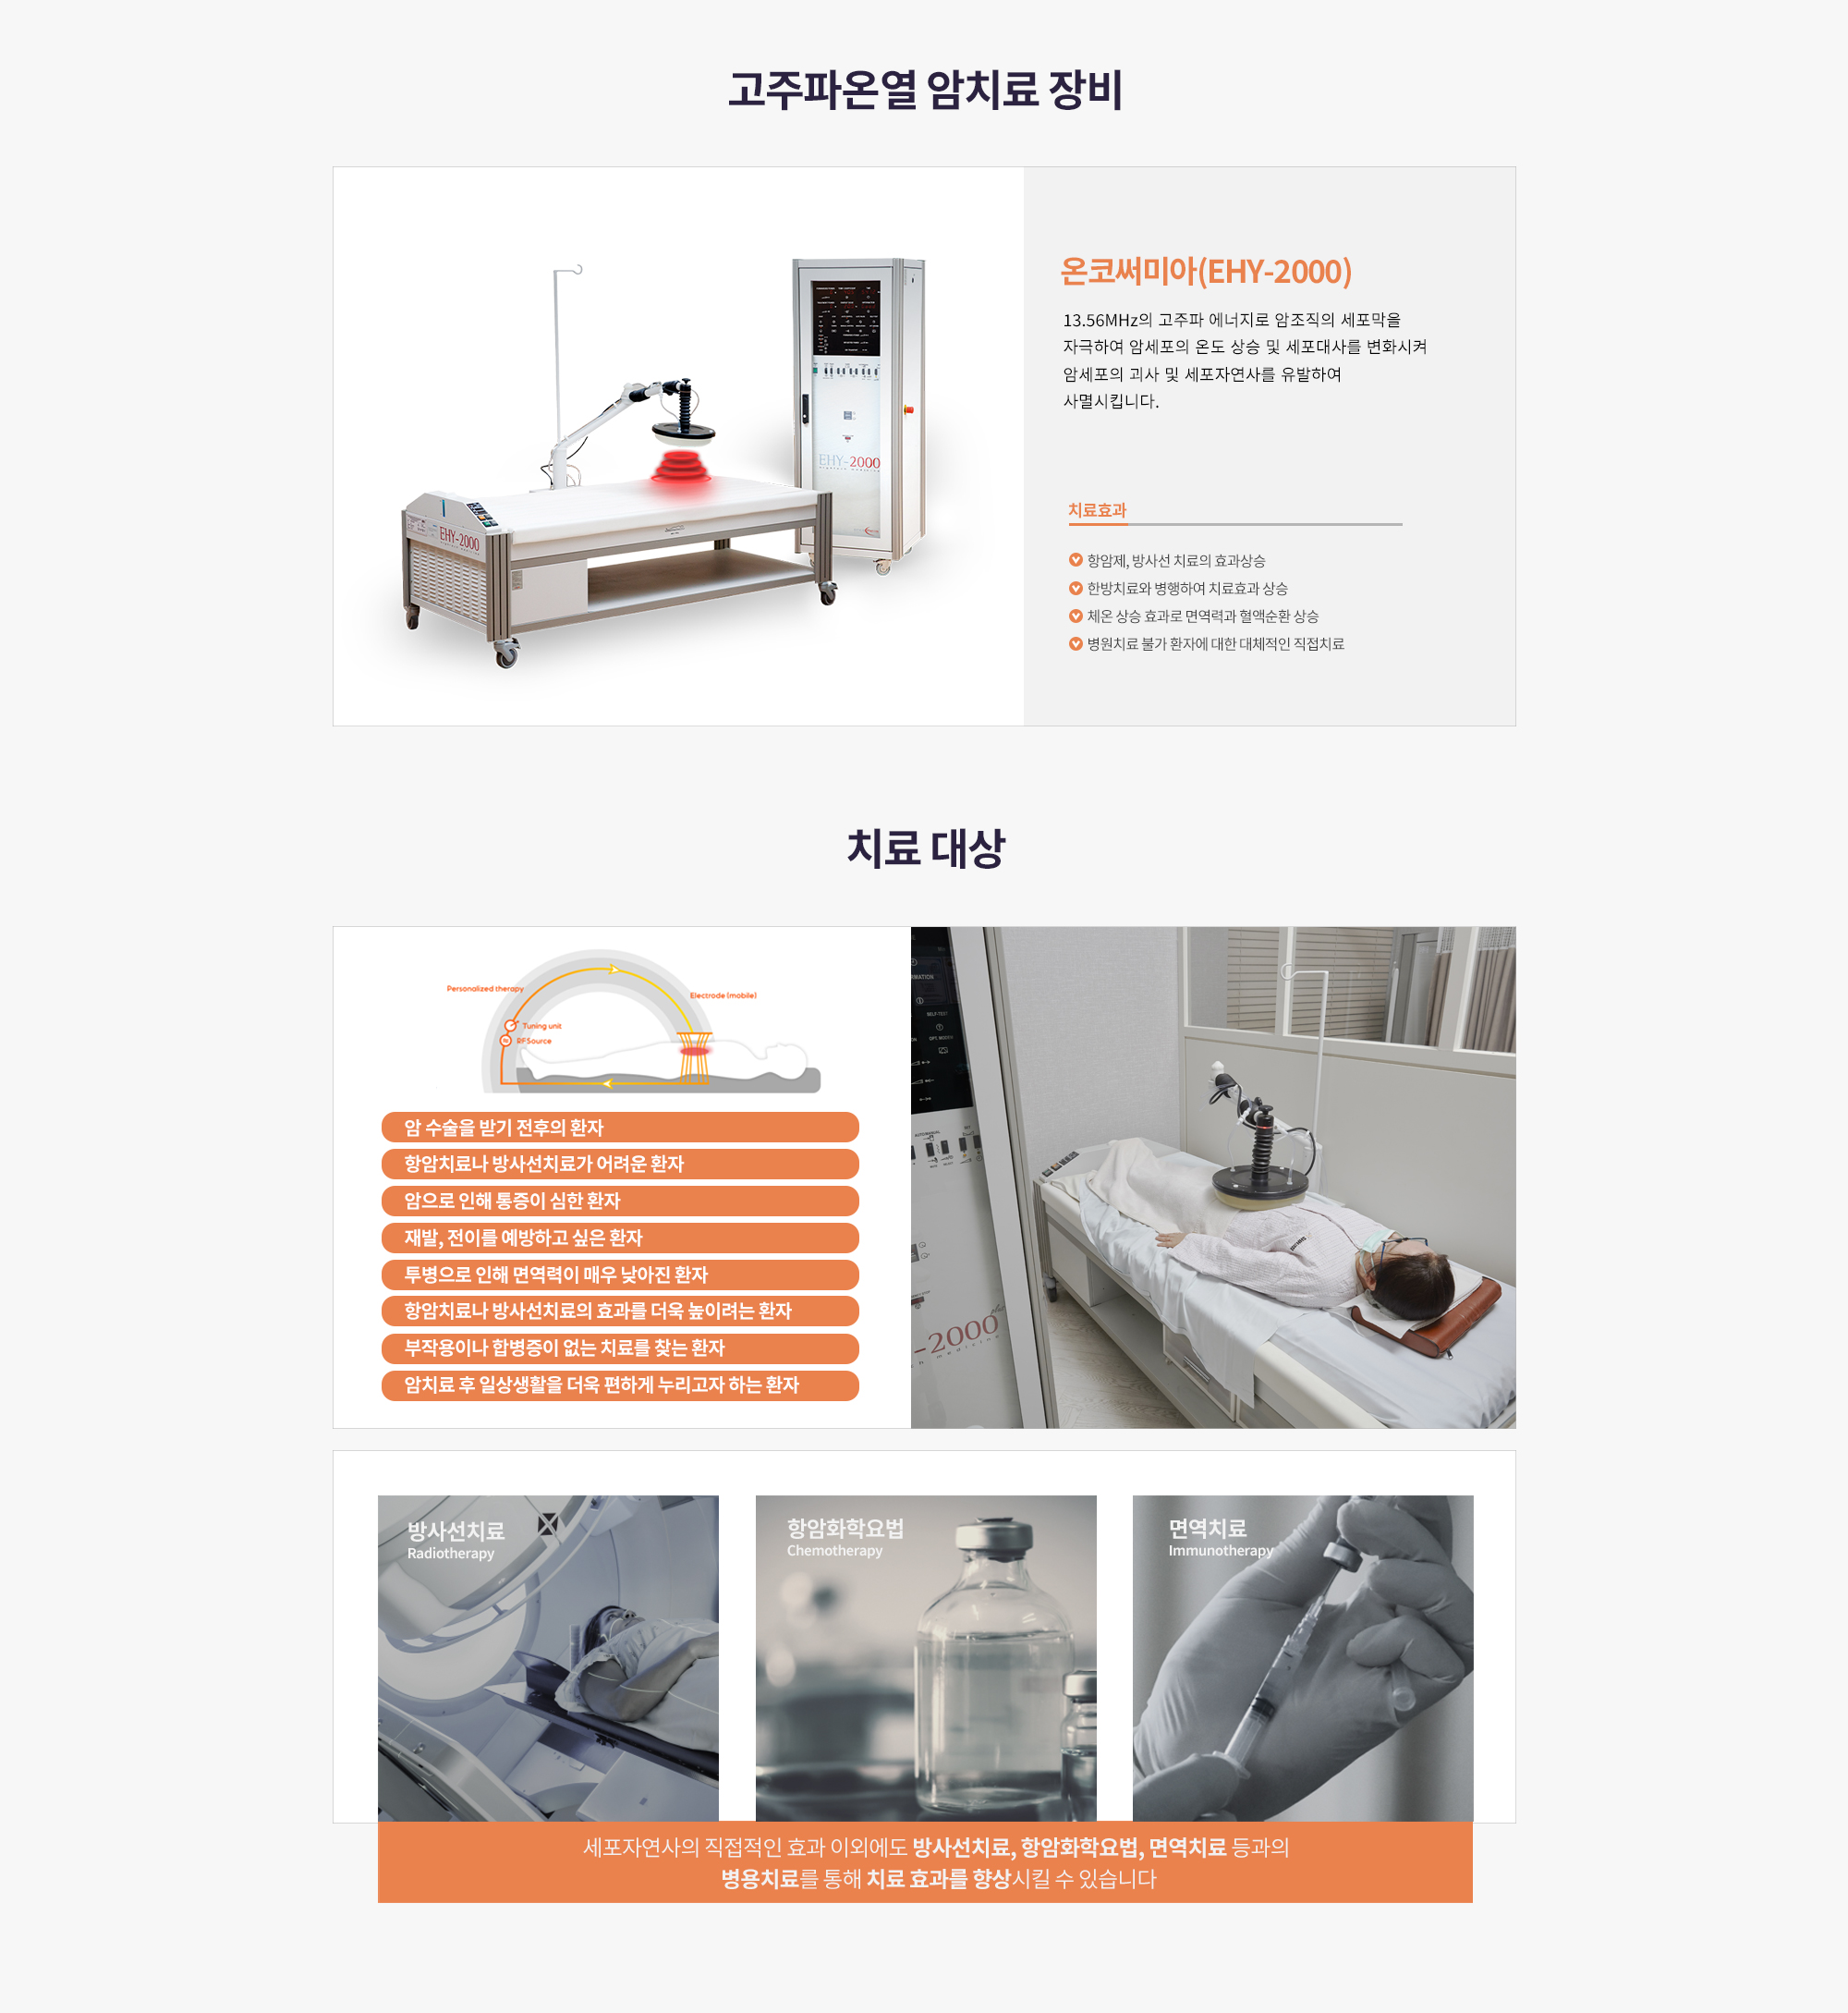 고주파온열 암치료 장비
EHY-2000
EHY-2000
온코써미아(EHY-2000)
13.56MHz의 고주파 에너지로 암조직의 세포막을
자극하여 암세포의 온도 상승 및 세포대사를 변화시켜
암세포의 괴사 및 세포자연사를 유발하여
사멸시킵니다.
치료효과
항암제, 방사선 치료의 효과상승
한방치료와 병행하여 치료효과 상승
체온 상승 효과로 면역력과 혈액순환 상승
병원치료 불가 환자에 대한 대체적인 직접치료
치료 대상
Personalized therapy
Electrode (mobile)
Tuning unit
RF Source
암 수술을 받기 전후의 환자
항암치료나 방사선치료가 어려운 환자
암으로 인해 통증이 심한 환자
재발, 전이를 예방하고 싶은 환자
투병으로 인해 면역력이 매우 낮아진 환자
항암치료나 방사선치료의 효과를 더욱 높이려는 환자
부작용이나 합병증이 없는 치료를 찾는 환자
암치료 후 일상생활을 더욱 편하게 누리고자 하는 환자
SELF-TEST
-2000 plus
방사선치료
Radiotherapy
항암화학요법
Chemotherapy
면역치료
Immunotherapy
세포자연사의 직접적인 효과 이외에도 방사선치료, 항암화학요법, 면역치료 등과의
병용치료를 통해 치료 효과를 향상시킬 수 있습니다